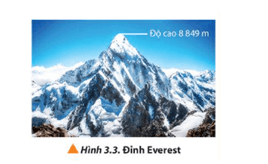 Độ cao 8 849 m
Hình 3.3. Đỉnh Everest